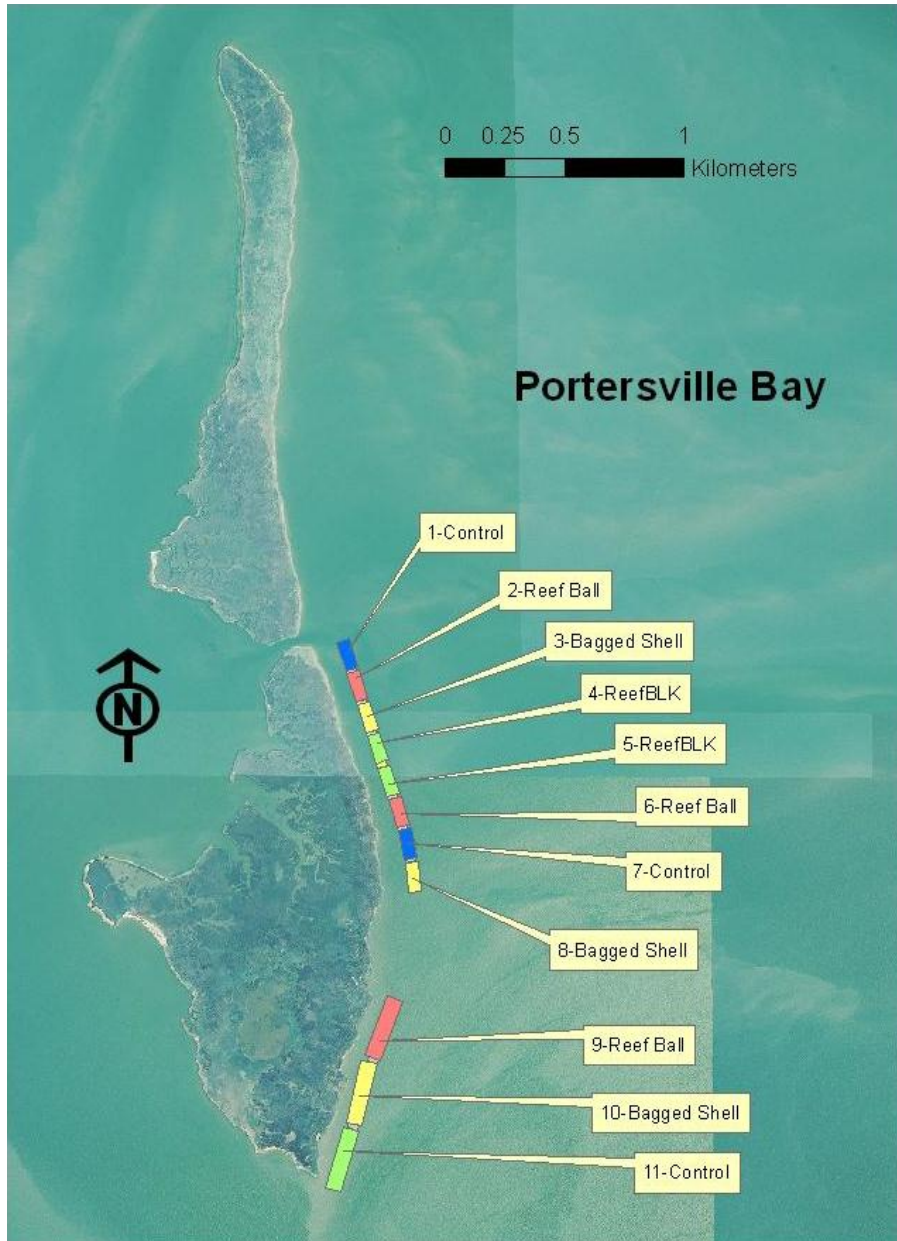 0 0.25 0.5 1
Kilometers
Portersville Bay
1-Control
2-Reef Ball
3-Bagged Shell
4-ReefBLK
5-ReefBLK
N
6-Reef Ball
7-Control
8-Bagged Shell
9-Reef Ball
10-Bagged Shell
11-Control